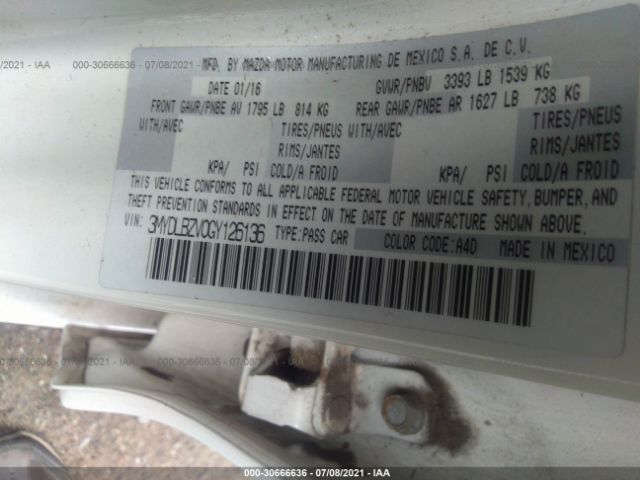 000-30666636 - 07/08/2021 - IAA
MFD. BY MAZDA MOTOR MANUFACTURING DE MEXICO S.A. DE C.V.
DATE 01/16 GVWR/PNBV 3393 LB 1539 KG
FRONT GAWR/PNBE AV 1795 LB 814 KG REAR GAWR/PNBE AR 1627 LB 738 KG
WITH/AVEC TIRES/PNEUS WITH/AVEC TIRES/PNEUS
RIMS/JANTES RIMS/JANTES
KPA/ PSI COLD/A FROID KPA/ PSI COLD/A FROID
THIS VEHICLE CONFORMS TO ALL APPLICABLE FEDERAL MOTOR VEHICLE SAFETY, BUMPER, AND
THEFT PREVENTION STANDARDS IN EFFECT ON THE DATE OF MANUFACTURE SHOWN ABOVE.
VIN: 3MYDLBZV0GY126136 TYPE:PASS CAR COLOR CODE:A4D MADE IN MEXICO
000-30666636 - 07/08/2021 - IAA
000-30666636 - 07/08/2021 - IAA